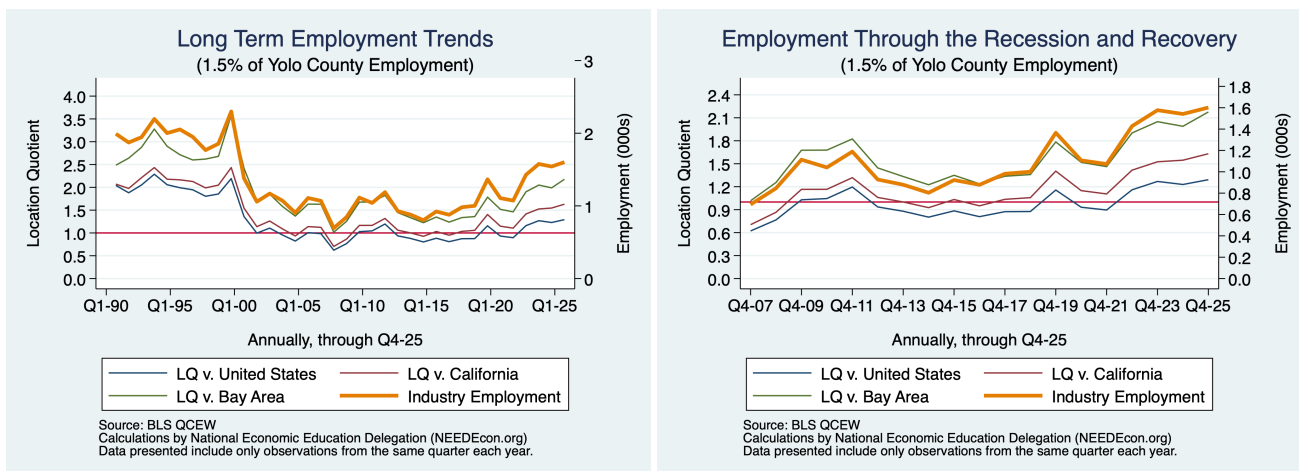 Long Term Employment Trends
(1.5% of Yolo County Employment)
Location Quotient
4.0
3.5
3.0
2.5
2.0
1.5
1.0
0.5
0.0
3
2
1
0
Employment (000s)
Q1-90 Q1-95 Q1-00 Q1-05 Q1-10 Q1-15 Q1-20 Q1-25
Annually, through Q4-25
LQ v. United States LQ v. California
LQ v. Bay Area Industry Employment
Source: BLS QCEW
Calculations by National Economic Education Delegation (NEEDEcon.org)
Data presented include only observations from the same quarter each year.
Employment Through the Recession and Recovery
(1.5% of Yolo County Employment)
Location Quotient
2.4
2.1
1.8
1.5
1.2
0.9
0.6
0.3
0.0
1.8
1.6
1.4
1.2
1.0
0.8
0.6
0.4
0.2
0.0
Employment (000s)
Q4-07 Q4-09 Q4-11 Q4-13 Q4-15 Q4-17 Q4-19 Q4-21 Q4-23 Q4-25
Annually, through Q4-25
LQ v. United States LQ v. California
LQ v. Bay Area Industry Employment
Source: BLS QCEW
Calculations by National Economic Education Delegation (NEEDEcon.org)
Data presented include only observations from the same quarter each year.